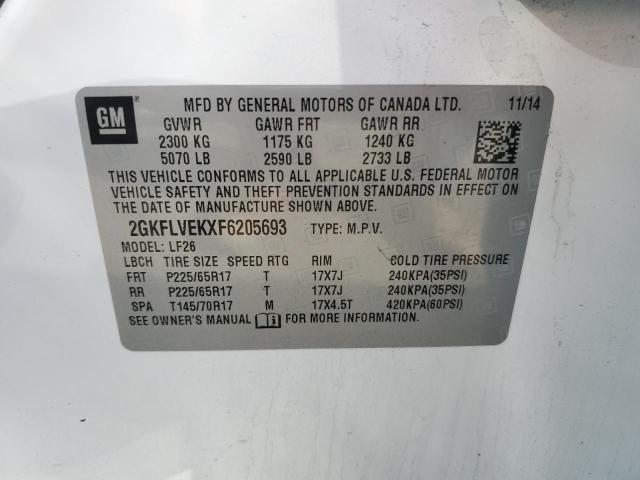 GM
MFD BY GENERAL MOTORS OF CANADA LTD. 11/14
GVWR GAWR FRT GAWR RR
2300 KG 1175 KG 1240 KG
5070 LB 2590 LB 2733 LB
THIS VEHICLE CONFORMS TO ALL APPLICABLE U.S. FEDERAL MOTOR
VEHICLE SAFETY AND THEFT PREVENTION STANDARDS IN EFFECT ON
THE DATE OF MANUFACTURE SHOWN ABOVE.
2GKFLVEKXF6205693 TYPE: M.P.V.
MODEL: LF26
LBCH TIRE SIZE SPEED RTG RIM COLD TIRE PRESSURE
FRT P225/65R17 T 17X7J 240KPA(35PSI)
RR P225/65R17 T 17X7J 240KPA(35PSI)
SPA T145/70R17 M 17X4.5T 420KPA(60PSI)
SEE OWNER'S MANUAL FOR MORE INFORMATION.